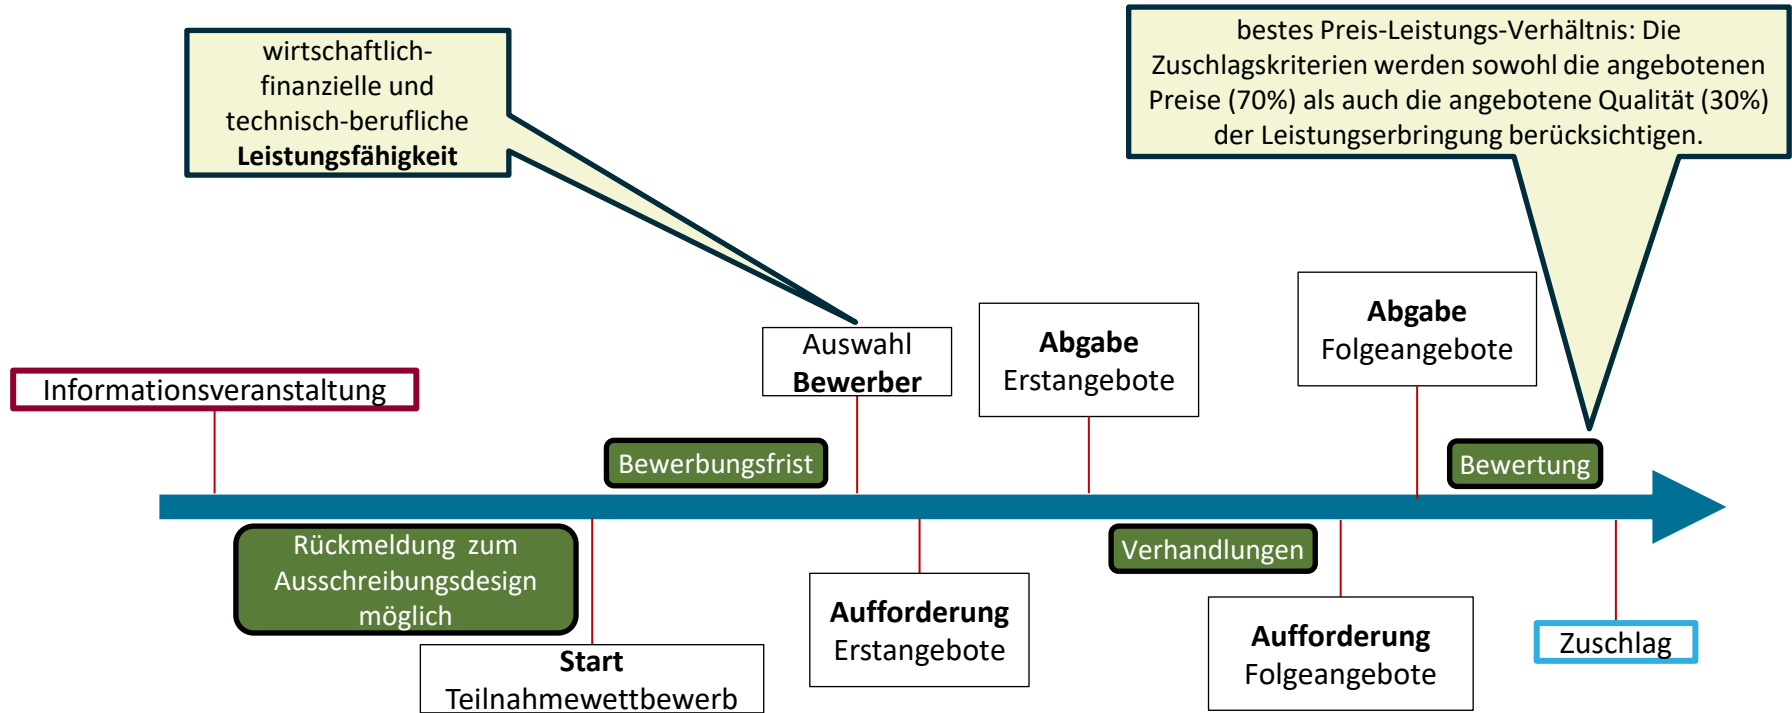 wirtschaftlich-
finanzielle und
technisch-berufliche
Leistungsfähigkeit
bestes Preis-Leistungs-Verhältnis: Die
Zuschlagskriterien werden sowohl die angebotenen
Preise (70%) als auch die angebotene Qualität (30%)
der Leistungserbringung berücksichtigen.
Informationsveranstaltung
Auswahl
Bewerber
Abgabe
Erstangebote
Abgabe
Folgeangebote
Bewerbungsfrist
Bewertung
Rückmeldung zum
Ausschreibungsdesign
möglich
Verhandlungen
Start
Teilnahmewettbewerb
Aufforderung
Erstangebote
Aufforderung
Folgeangebote
Zuschlag